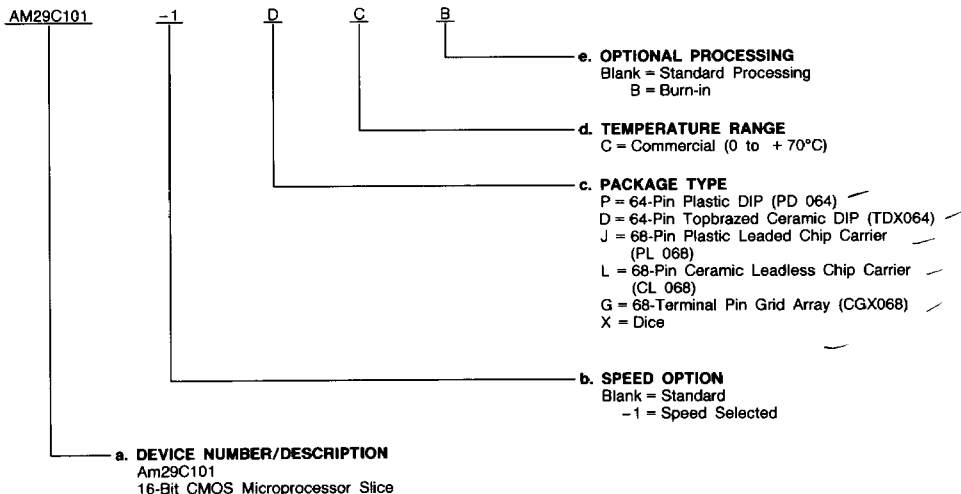 AM29C101 -1 D C B
e. OPTIONAL PROCESSING
Blank = Standard Processing
B = Burn-in
d. TEMPERATURE RANGE
C = Commercial (0 to +70°C)
c. PACKAGE TYPE
P = 64-Pin Plastic DIP (PD 064)
D = 64-Pin Topbrazed Ceramic DIP (TDX064)
J = 68-Pin Plastic Leaded Chip Carrier
(PL 068)
L = 68-Pin Ceramic Leadless Chip Carrier
(CL 068)
G = 68-Terminal Pin Grid Array (CGX068)
X = Dice
b. SPEED OPTION
Blank = Standard
-1 = Speed Selected
a. DEVICE NUMBER/DESCRIPTION
Am29C101
16-Bit CMOS Microprocessor Slice